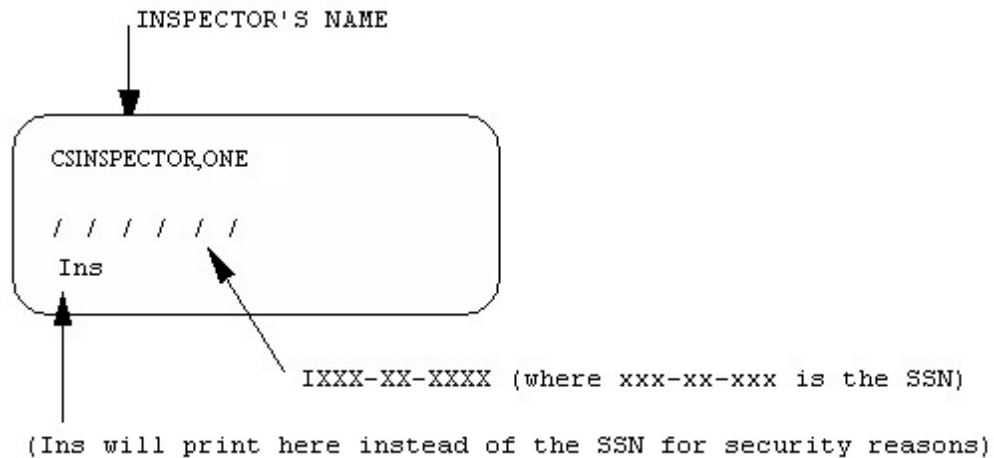 INSPECTOR'S NAME
CSINSPECTOR,ONE
/ / / / / /
Ins
IXXX-XX-XXXX (where xxx-xx-xxx is the SSN)
(Ins will print here instead of the SSN for security reasons)